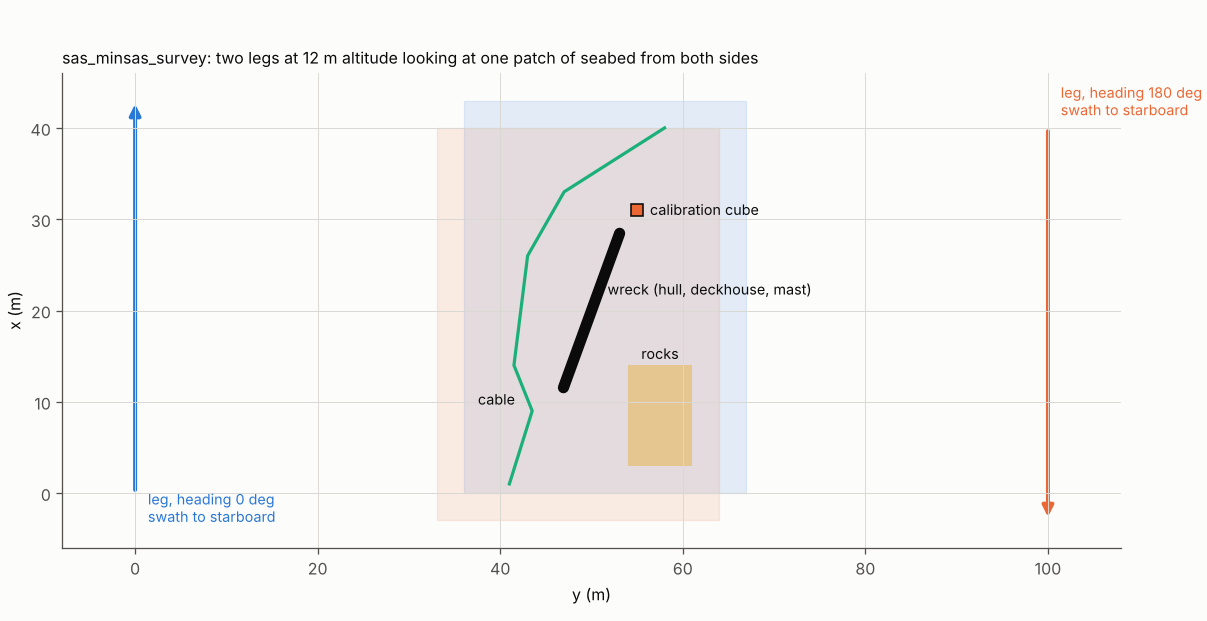 sas_minsas_survey: two legs at 12 m altitude looking at one patch of seabed from both sides
leg, heading 180 deg
swath to starboard
40
30
20
10
0
x (m)
calibration cube
wreck (hull, deckhouse, mast)
rocks
cable
leg, heading 0 deg
swath to starboard
0
20
40
60
80
100
y (m)